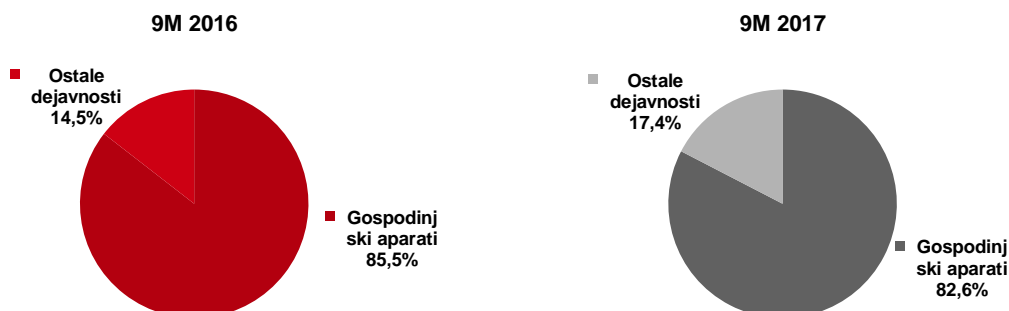 9M 2016
Ostale
dejavnosti
14,5%
Gospodinj
ski aparati
85,5%
9M 2017
Ostale
dejavnosti
17,4%
Gospodinj
ski aparati
82,6%